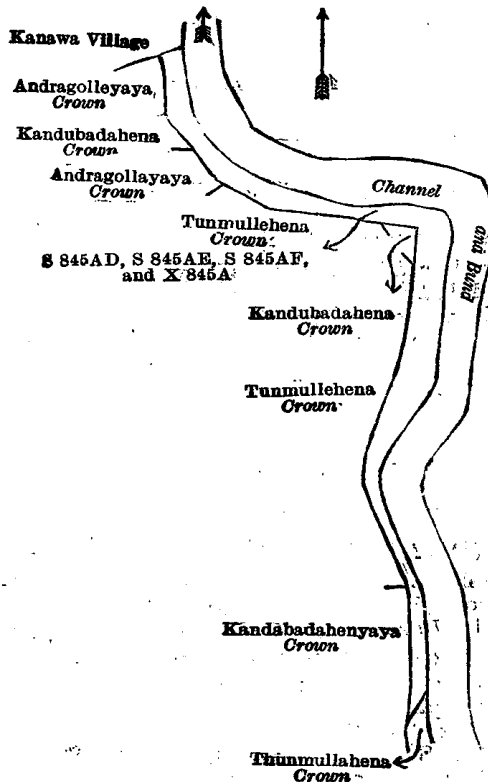 Kanawa Village
Andragolleyaya
Crown
Kandubadahena
Crown
Andragollayaya
Crown
Channel
and Bund
Tunmullehena
Crown
S 845AD, S 845AE, S 845AF,
and X 845A
Kandubadahena
Crown
Tunmullehena
Crown
Kandabadahenyaya
Crown
Thunmullahena
Crown